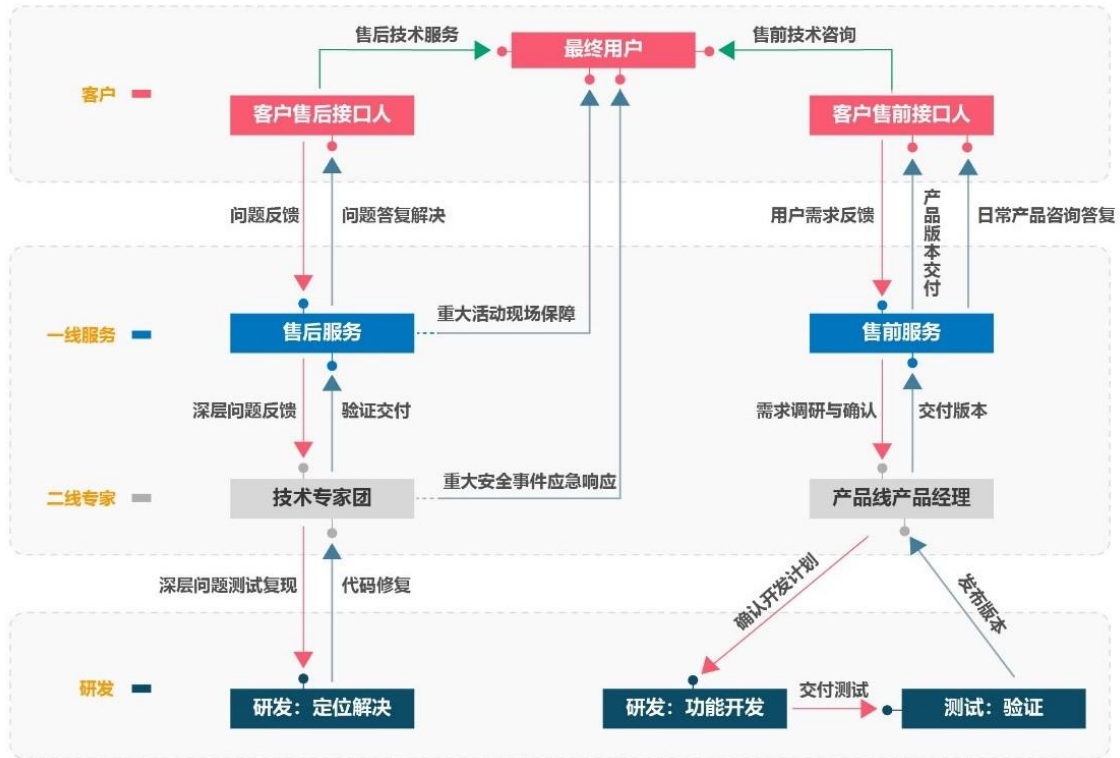 售后技术服务
最终用户
售前技术咨询
客户
客户售后接口人
客户售前接口人
问题反馈
问题答复解决
用户需求反馈
产品版本交付
日常产品咨询答复
一线服务
售后服务
重大活动现场保障
售前服务
深层问题反馈
验证交付
需求调研与确认
交付版本
二线专家
技术专家团
重大安全事件应急响应
产品线产品经理
深层问题测试复现
代码修复
确认开发计划
发布版本
研发
研发：定位解决
研发：功能开发
交付测试
测试：验证